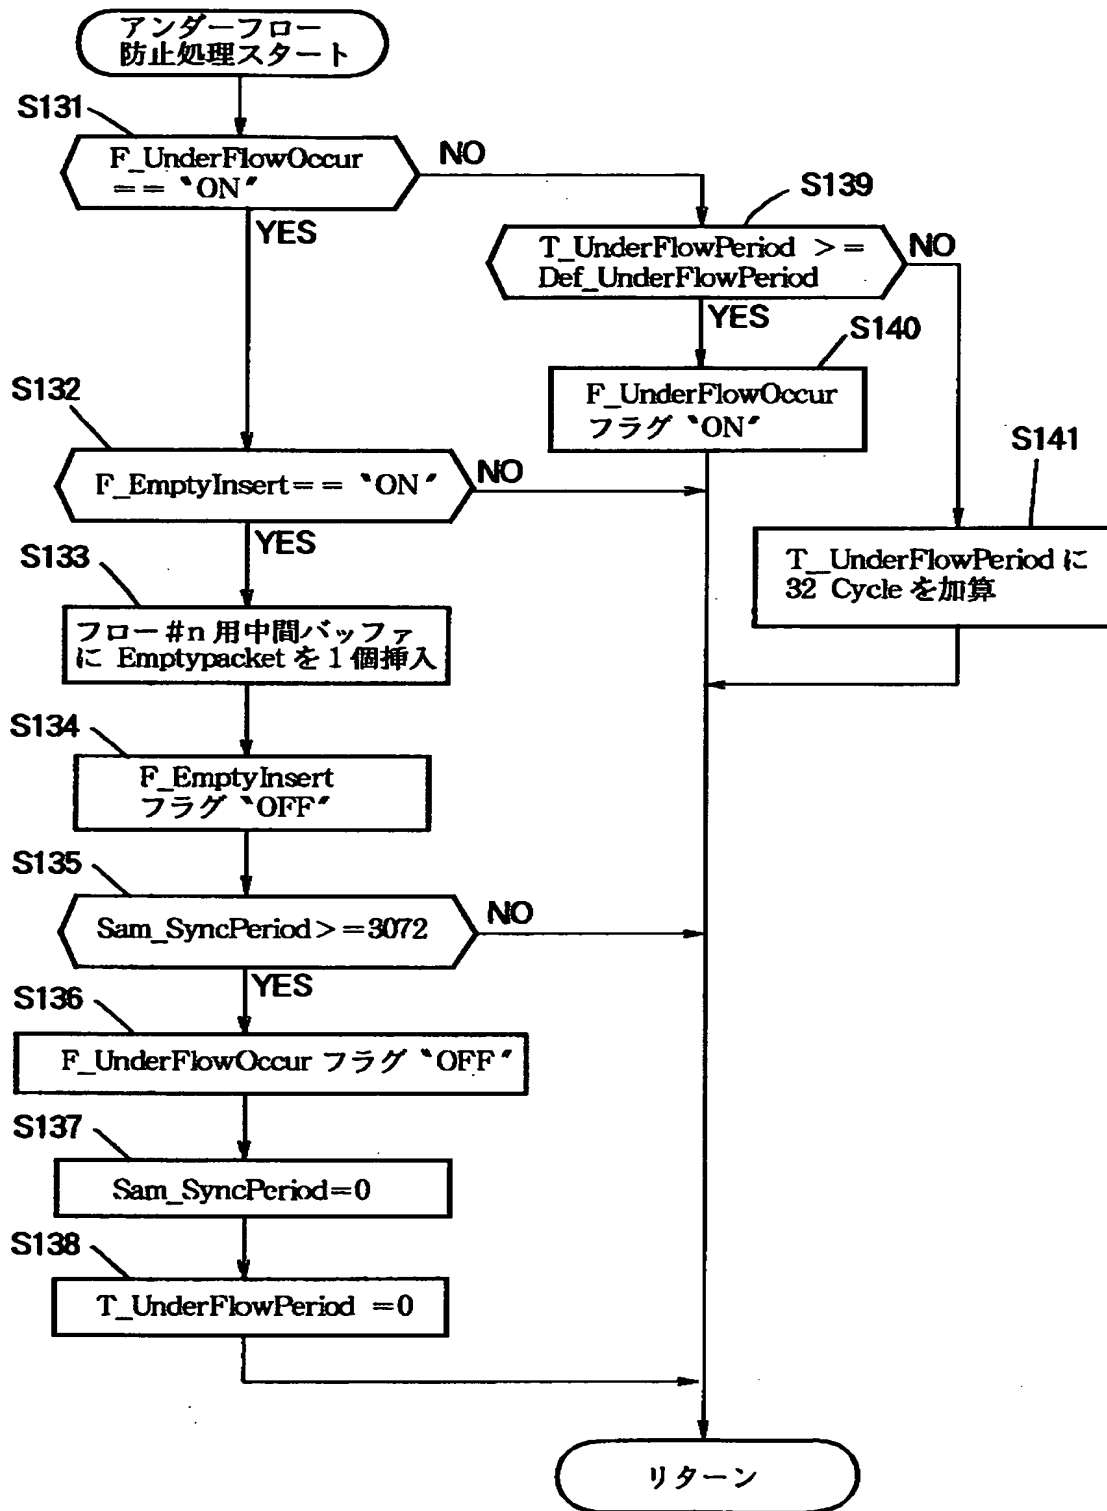 アンダーフロー
防止処理スタート
S131
F_UnderFlowOccur
== "ON"
NO
YES
S139
T_UnderFlowPeriod >=
Def_UnderFlowPeriod
NO
YES
S140
F_UnderFlowOccur
フラグ "ON"
S132
F_EmptyInsert== "ON"
NO
YES
S141
T_UnderFlowPeriod に
32 Cycle を加算
S133
フロー #n 用中間バッファ
に Emptypacket を 1 個挿入
S134
F_EmptyInsert
フラグ "OFF"
S135
Sam_SyncPeriod>=3072
NO
YES
S136
F_UnderFlowOccur フラグ "OFF"
S137
Sam_SyncPeriod=0
S138
T_UnderFlowPeriod =0
リターン